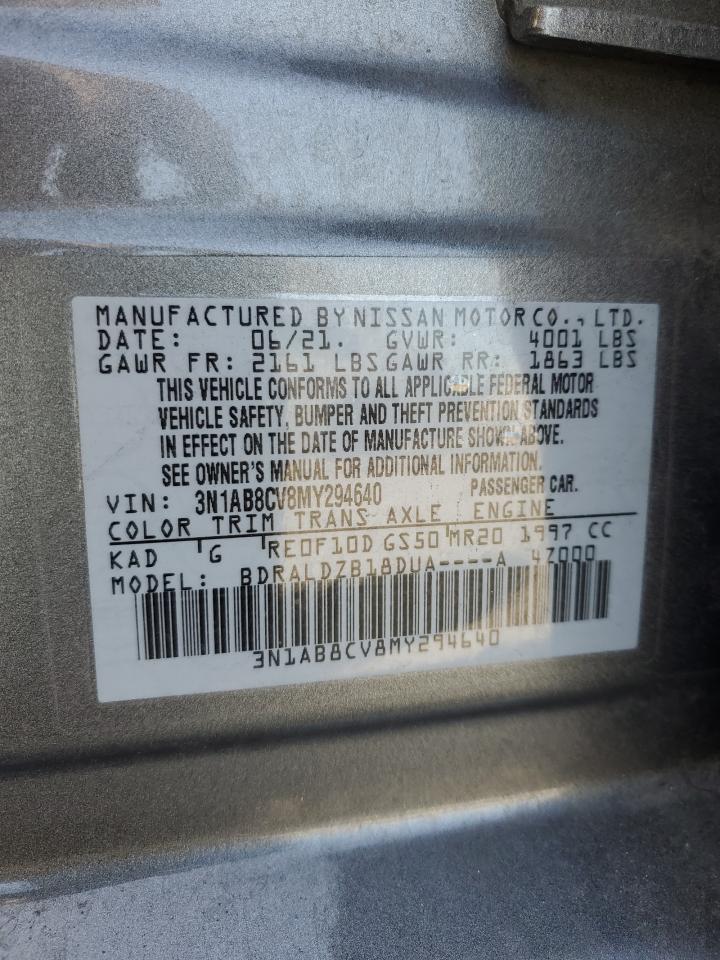 MANUFACTURED BY NISSAN MOTOR CO., LTD.
DATE: 06/21. GVWR: 4001 LBS
GAWR FR: 2161 LBS GAWR RR: 1863 LBS
THIS VEHICLE CONFORMS TO ALL APPLICABLE FEDERAL MOTOR
VEHICLE SAFETY, BUMPER AND THEFT PREVENTION STANDARDS
IN EFFECT ON THE DATE OF MANUFACTURE SHOWN ABOVE.
SEE OWNER'S MANUAL FOR ADDITIONAL INFORMATION.
VIN: 3N1AB8CV8MY294640 PASSENGER CAR.
COLOR TRIM TRANS AXLE ENGINE
KAD G RE0F10D GS50 MR20 1997 CC
MODEL: BDRALDZB18DUA----A 4Z000
3N1AB8CV8MY294640